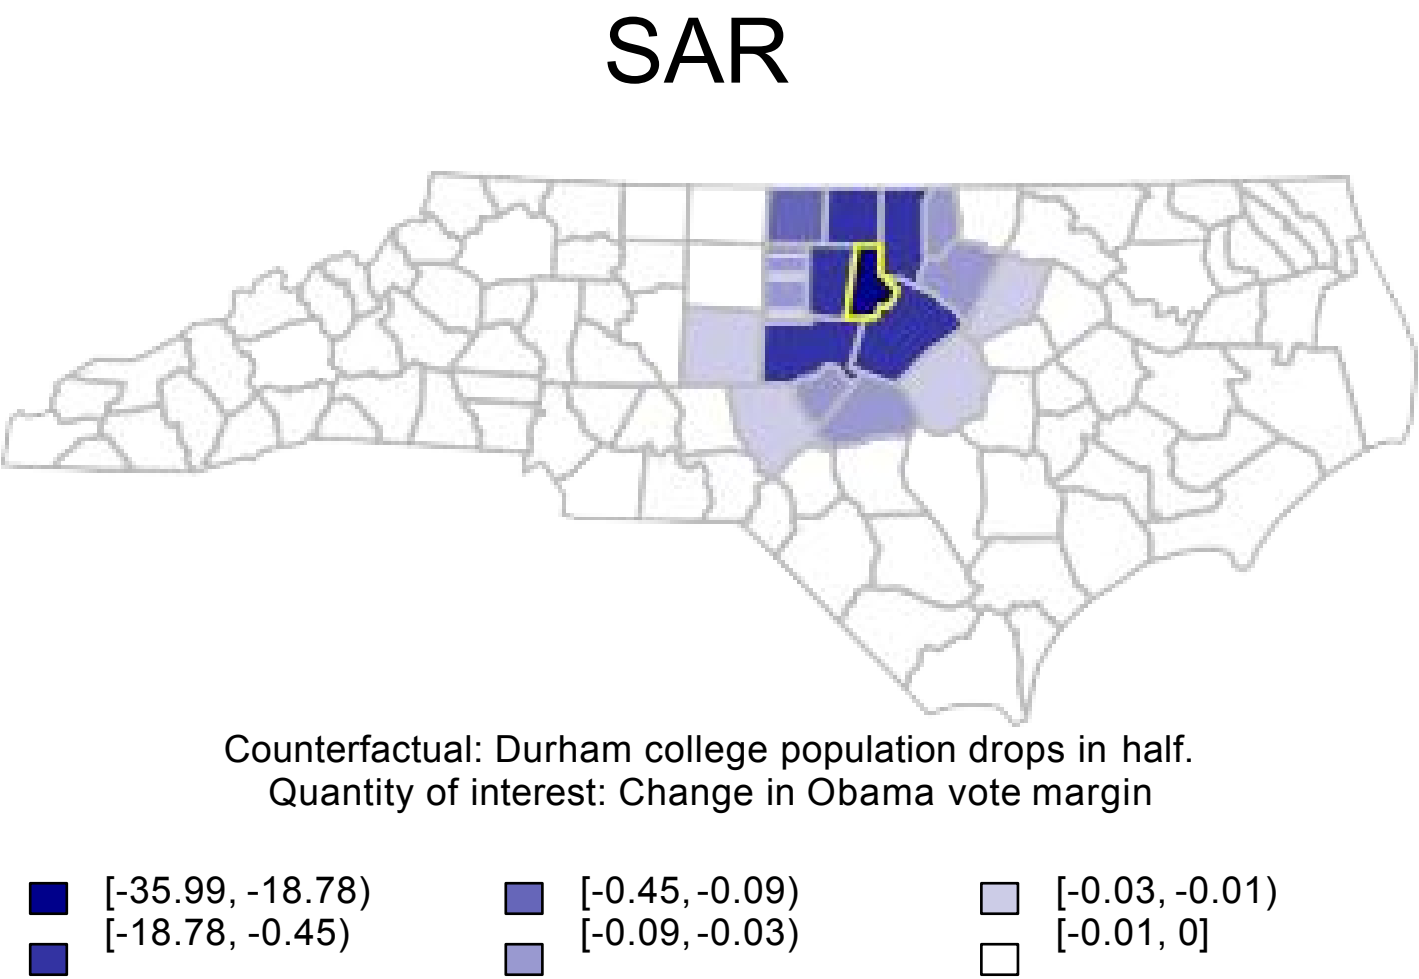 SAR
Counterfactual: Durham college population drops in half.
Quantity of interest: Change in Obama vote margin
[-35.99, -18.78)
[-18.78, -0.45)
[-0.45, -0.09)
[-0.09, -0.03)
[-0.03, -0.01)
[-0.01, 0]